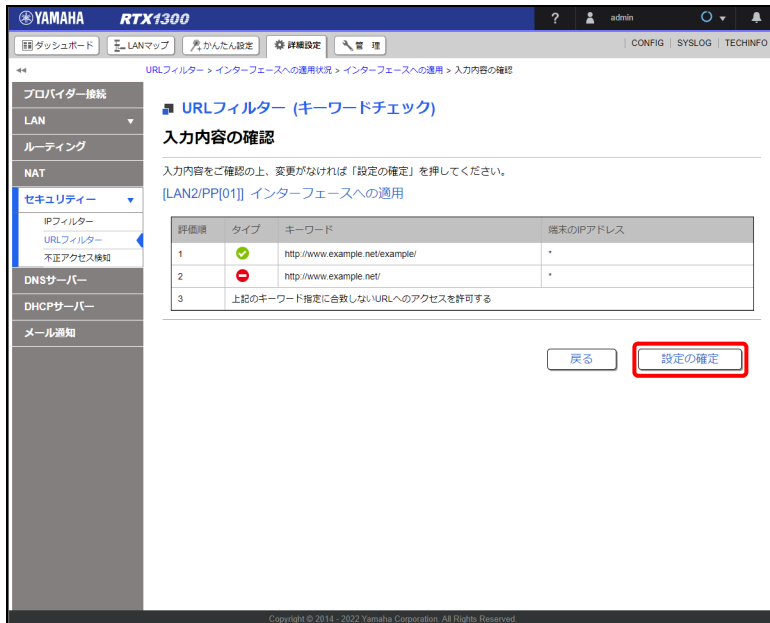 YAMAHA RTX1300 ? admin
ダッシュボード LANマップ かんたん設定 詳細設定 管 理 CONFIG SYSLOG TECHINFO
URLフィルター > インターフェースへの適用状況 > インターフェースへの適用 > 入力内容の確認
プロバイダー接続
LAN
ルーティング
NAT
セキュリティー
IPフィルター
URLフィルター
不正アクセス検知
DNSサーバー
DHCPサーバー
メール通知
URLフィルター (キーワードチェック)
入力内容の確認
入力内容をご確認の上、変更がなければ「設定の確定」を押してください。
[LAN2/PP[01]] インターフェースへの適用
評価順 タイプ キーワード 端末のIPアドレス
1 http://www.example.net/example/ *
2 http://www.example.net/ *
3 上記のキーワード指定に合致しないURLへのアクセスを許可する
戻る 設定の確定
Copyright © 2014 - 2022 Yamaha Corporation. All Rights Reserved.